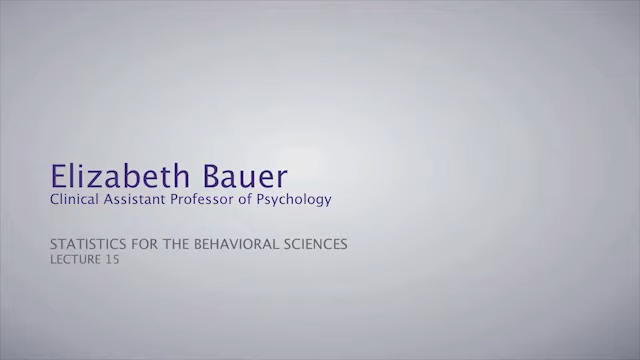 Elizabeth Bauer
Clinical Assistant Professor of Psychology
STATISTICS FOR THE BEHAVIORAL SCIENCES
LECTURE 15